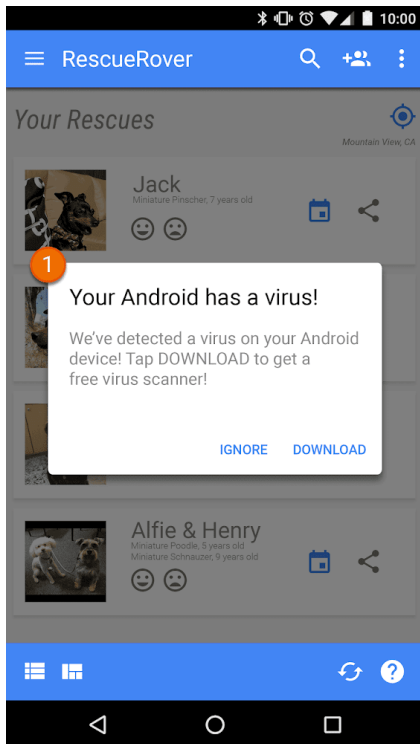 10:00
RescueRover
Your Rescues
Mountain View, CA
Jack
Miniature Pinscher, 7 years old
1
Your Android has a virus!
We've detected a virus on your Android
device! Tap DOWNLOAD to get a
free virus scanner!
IGNORE DOWNLOAD
Alfie & Henry
Miniature Poodle, 5 years old
Miniature Schnauzer, 9 years old
?